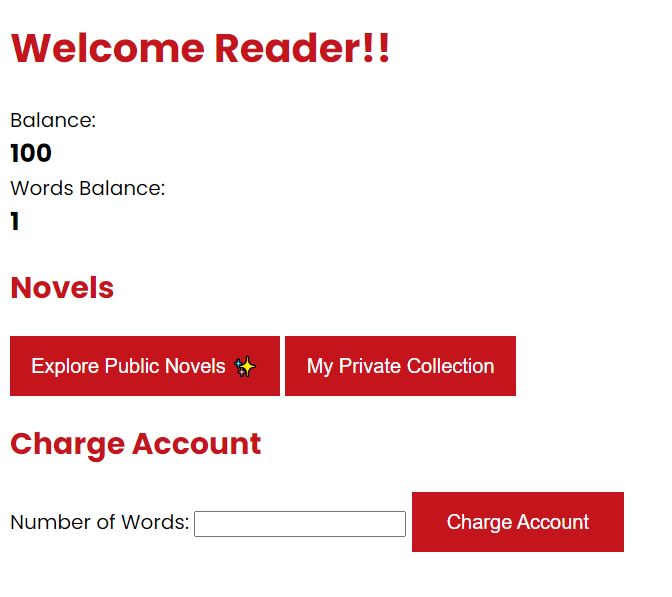 Welcome Reader!!
Balance:
100
Words Balance:
1
Novels
Explore Public Novels ✨ My Private Collection
Charge Account
Number of Words: Charge Account